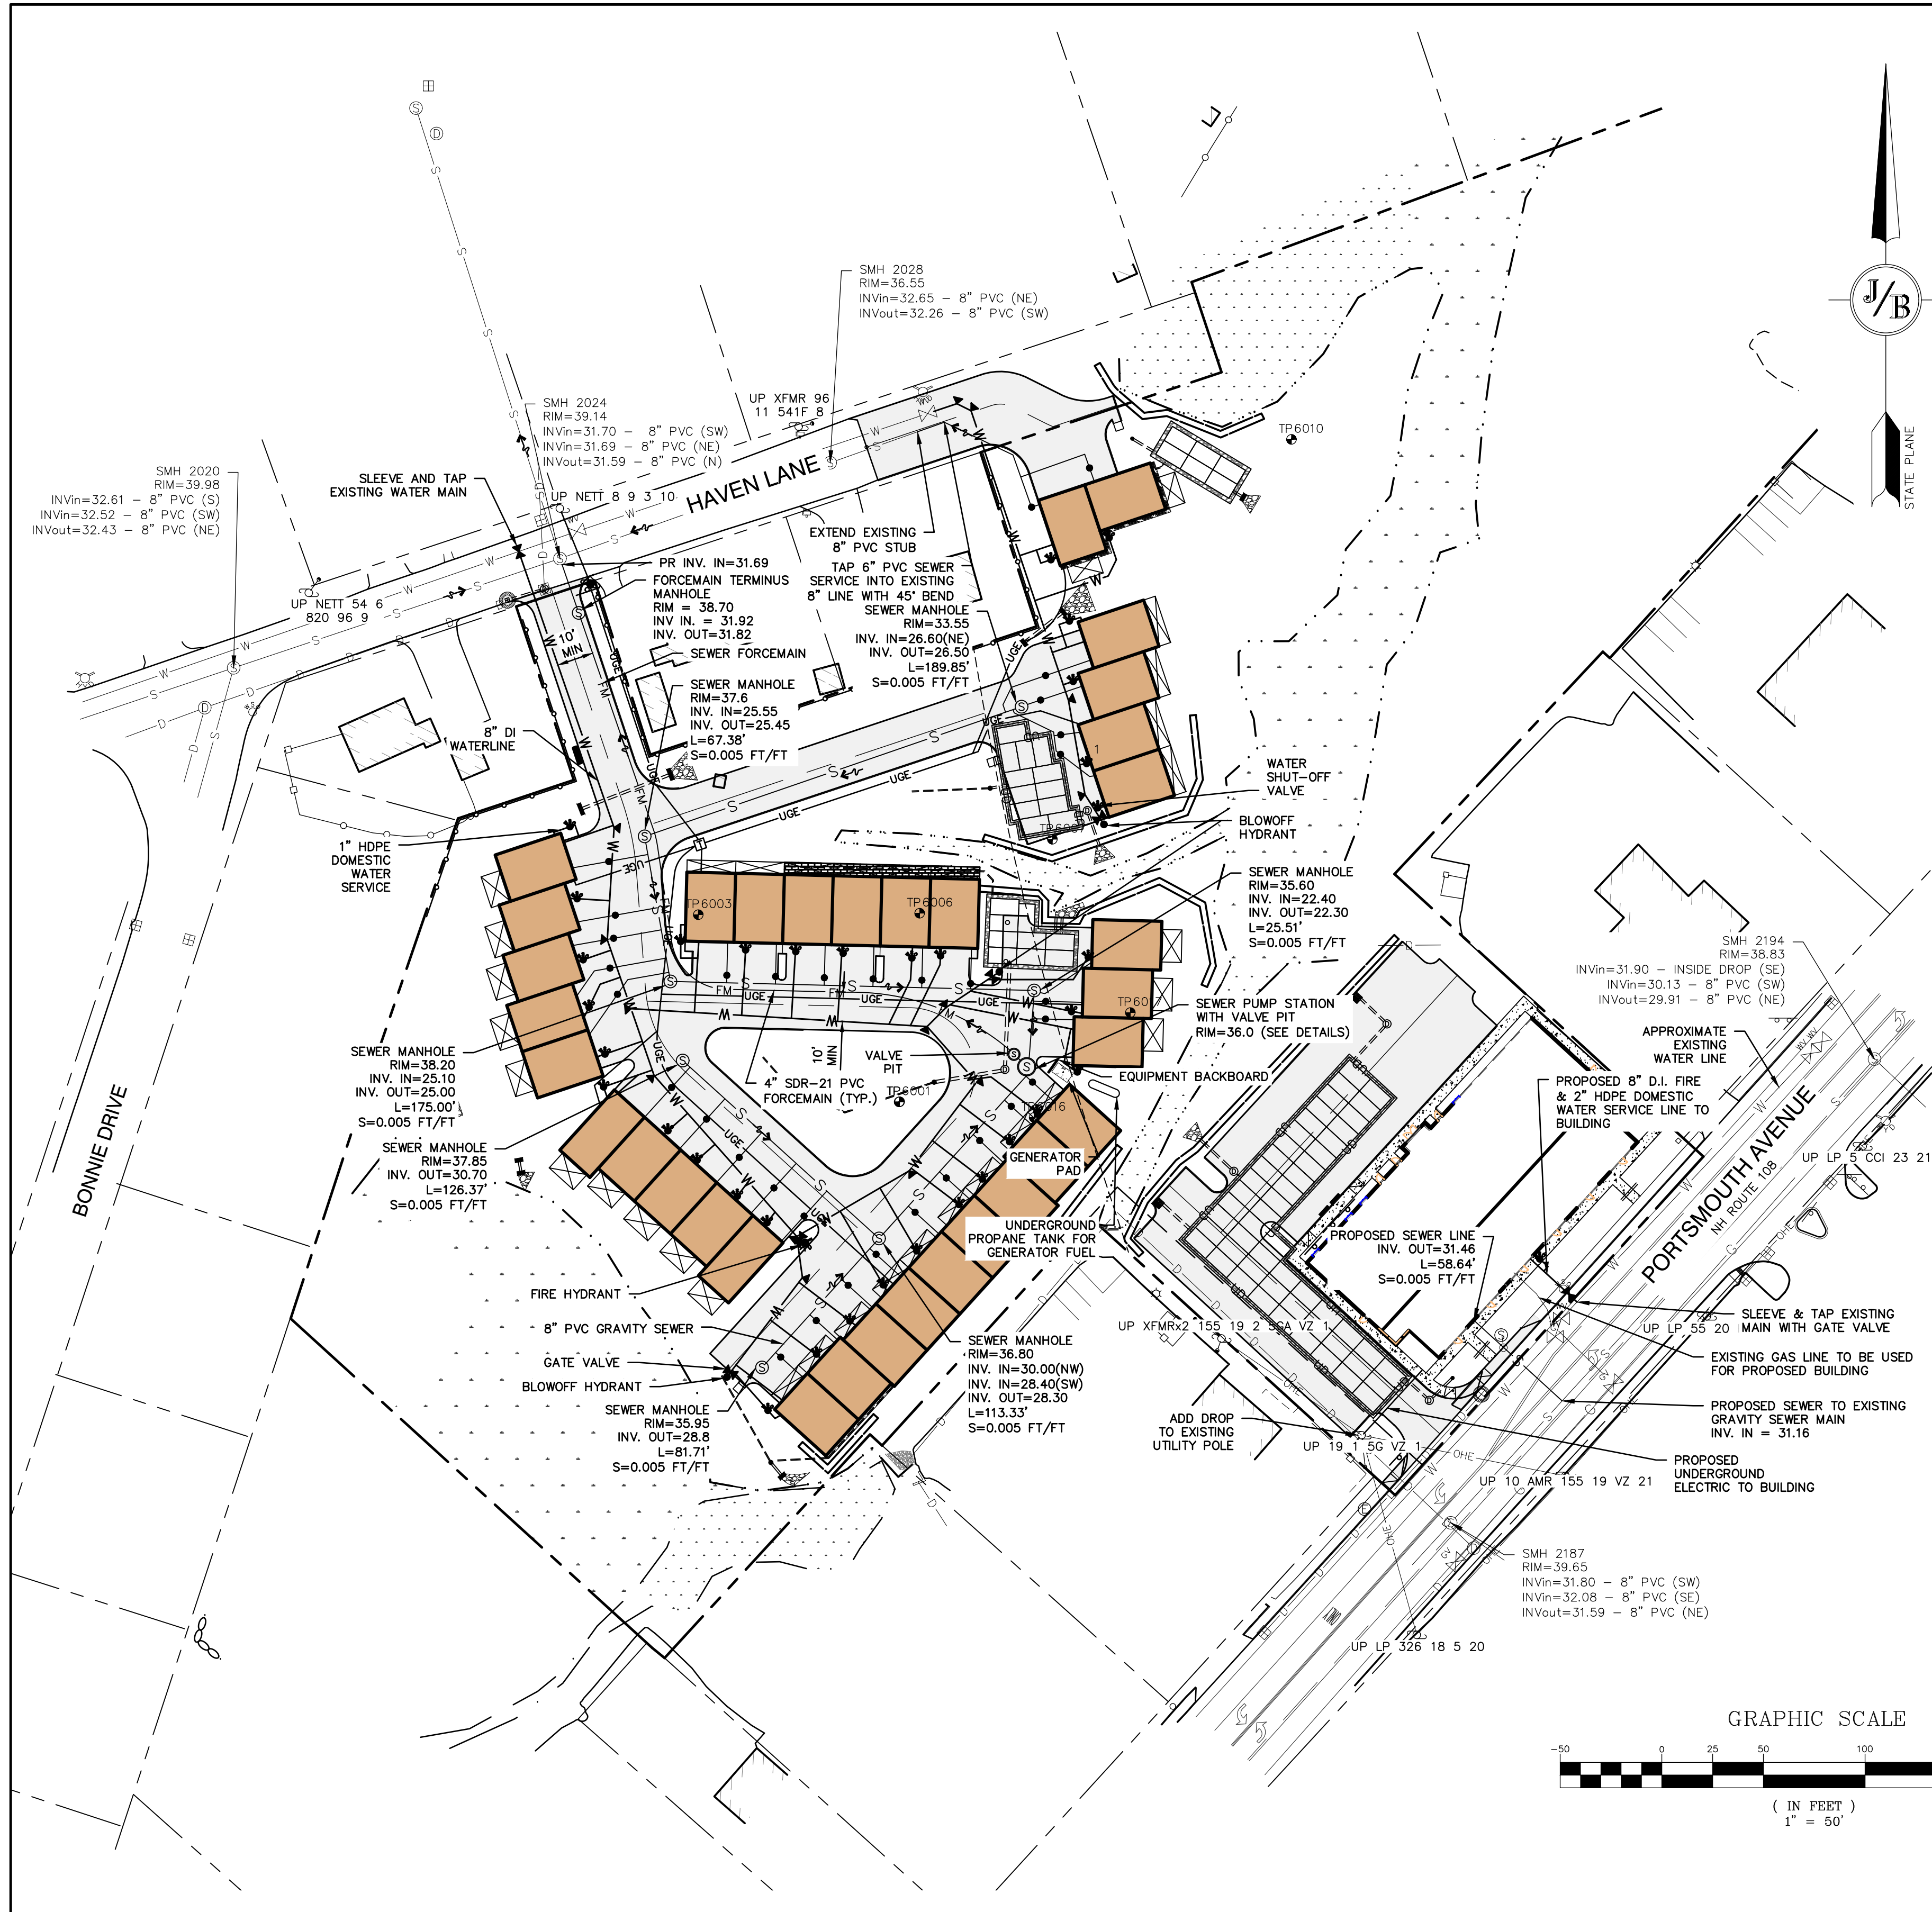 SMH 2028
RIM=36.55
INVin=32.65 – 8" PVC (NE)
INVout=32.26 – 8" PVC (SW)
J/B
STATE PLANE
SMH 2024
RIM=39.14
INVin=31.70 – 8" PVC (SW)
INVin=31.69 – 8" PVC (NE)
INVout=31.59 – 8" PVC (N)
UP XFMR 96
11 541F 8
TP6010
SMH 2020
RIM=39.98
INVin=32.61 – 8" PVC (S)
INVin=32.52 – 8" PVC (SW)
INVout=32.43 – 8" PVC (NE)
SLEEVE AND TAP
EXISTING WATER MAIN
UP NETT 8 9 3 10
HAVEN LANE
EXTEND EXISTING
8" PVC STUB
TAP 6" PVC SEWER
SERVICE INTO EXISTING
8" LINE WITH 45° BEND
SEWER MANHOLE
RIM=33.55
INV. IN=26.60(NE)
INV. OUT=26.50
L=189.85'
S=0.005 FT/FT
PR INV. IN=31.69
FORCEMAIN TERMINUS
MANHOLE
RIM = 38.70
INV IN. = 31.92
INV. OUT=31.82
SEWER FORCEMAIN
UP NETT 54 6
820 96 9
10'
MIN
SEWER MANHOLE
RIM=37.6
INV. IN=25.55
INV. OUT=25.45
L=67.38'
S=0.005 FT/FT
8" DI
WATERLINE
1
WATER
SHUT-OFF
VALVE
BLOWOFF
HYDRANT
1" HDPE
DOMESTIC
WATER
SERVICE
SEWER MANHOLE
RIM=35.60
INV. IN=22.40
INV. OUT=22.30
L=25.51'
S=0.005 FT/FT
TP6003
TP6006
UGE
UGE
UGE
FM
FM
SMH 2194
RIM=38.83
INVin=31.90 – INSIDE DROP (SE)
INVin=30.13 – 8" PVC (SW)
INVout=29.91 – 8" PVC (NE)
TP6017
SEWER PUMP STATION
WITH VALVE PIT
RIM=36.0 (SEE DETAILS)
APPROXIMATE
EXISTING
WATER LINE
SEWER MANHOLE
RIM=38.20
INV. IN=25.10
INV. OUT=25.00
L=175.00'
S=0.005 FT/FT
10'
MIN
VALVE
PIT
EQUIPMENT BACKBOARD
4" SDR-21 PVC
FORCEMAIN (TYP.)
TP6001
TP6016
PROPOSED 8" D.I. FIRE
& 2" HDPE DOMESTIC
WATER SERVICE LINE TO
BUILDING
BONNIE DRIVE
SEWER MANHOLE
RIM=37.85
INV. OUT=30.70
L=126.37'
S=0.005 FT/FT
GENERATOR
PAD
UP LP 5 CCI 23 21
PORTSMOUTH AVENUE
NH ROUTE 108
UNDERGROUND
PROPANE TANK FOR
GENERATOR FUEL
PROPOSED SEWER LINE
INV. OUT=31.46
L=58.64'
S=0.005 FT/FT
FIRE HYDRANT
8" PVC GRAVITY SEWER
GATE VALVE
BLOWOFF HYDRANT
UP XFMRx2 155 19 2 5GA VZ 1
SLEEVE & TAP EXISTING
MAIN WITH GATE VALVE
UP LP 55 20
SEWER MANHOLE
RIM=36.80
INV. IN=30.00(NW)
INV. IN=28.40(SW)
INV. OUT=28.30
L=113.33'
S=0.005 FT/FT
EXISTING GAS LINE TO BE USED
FOR PROPOSED BUILDING
SEWER MANHOLE
RIM=35.95
INV. OUT=28.8
L=81.71'
S=0.005 FT/FT
ADD DROP
TO EXISTING
UTILITY POLE
UP 19 1 5G VZ 1
PROPOSED SEWER TO EXISTING
GRAVITY SEWER MAIN
INV. IN = 31.16
OHE
UP 10 AMR 155 19 VZ 21
PROPOSED
UNDERGROUND
ELECTRIC TO BUILDING
SMH 2187
RIM=39.65
INVin=31.80 – 8" PVC (SW)
INVin=32.08 – 8" PVC (SE)
INVout=31.59 – 8" PVC (NE)
UP LP 326 18 5 20
GRAPHIC SCALE
-50 0 25 50 100
( IN FEET )
1" = 50'